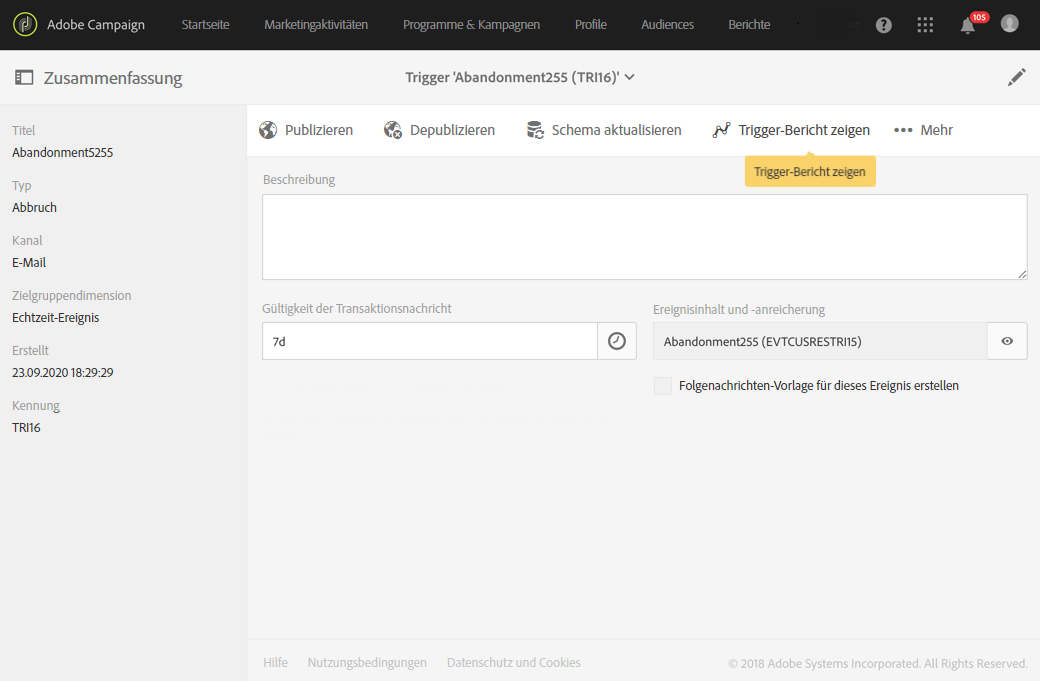 Adobe Campaign Startseite Marketingaktivitäten Programme & Kampagnen Profile Audiences Berichte 105
Zusammenfassung Trigger 'Abandonment255 (TRI16)'
Titel
Abandonment5255
Typ
Abbruch
Kanal
E-Mail
Zielgruppendimension
Echtzeit-Ereignis
Erstellt
23.09.2020 18:29:29
Kennung
TRI16
Publizieren Depublizieren Schema aktualisieren Trigger-Bericht zeigen Mehr
Trigger-Bericht zeigen
Beschreibung
Gültigkeit der Transaktionsnachricht Ereignisinhalt und -anreicherung
7d Abandonment255 (EVTCUSRESTRI15)
Folgenachrichten-Vorlage für dieses Ereignis erstellen
Hilfe Nutzungsbedingungen Datenschutz und Cookies © 2018 Adobe Systems Incorporated. All Rights Reserved.